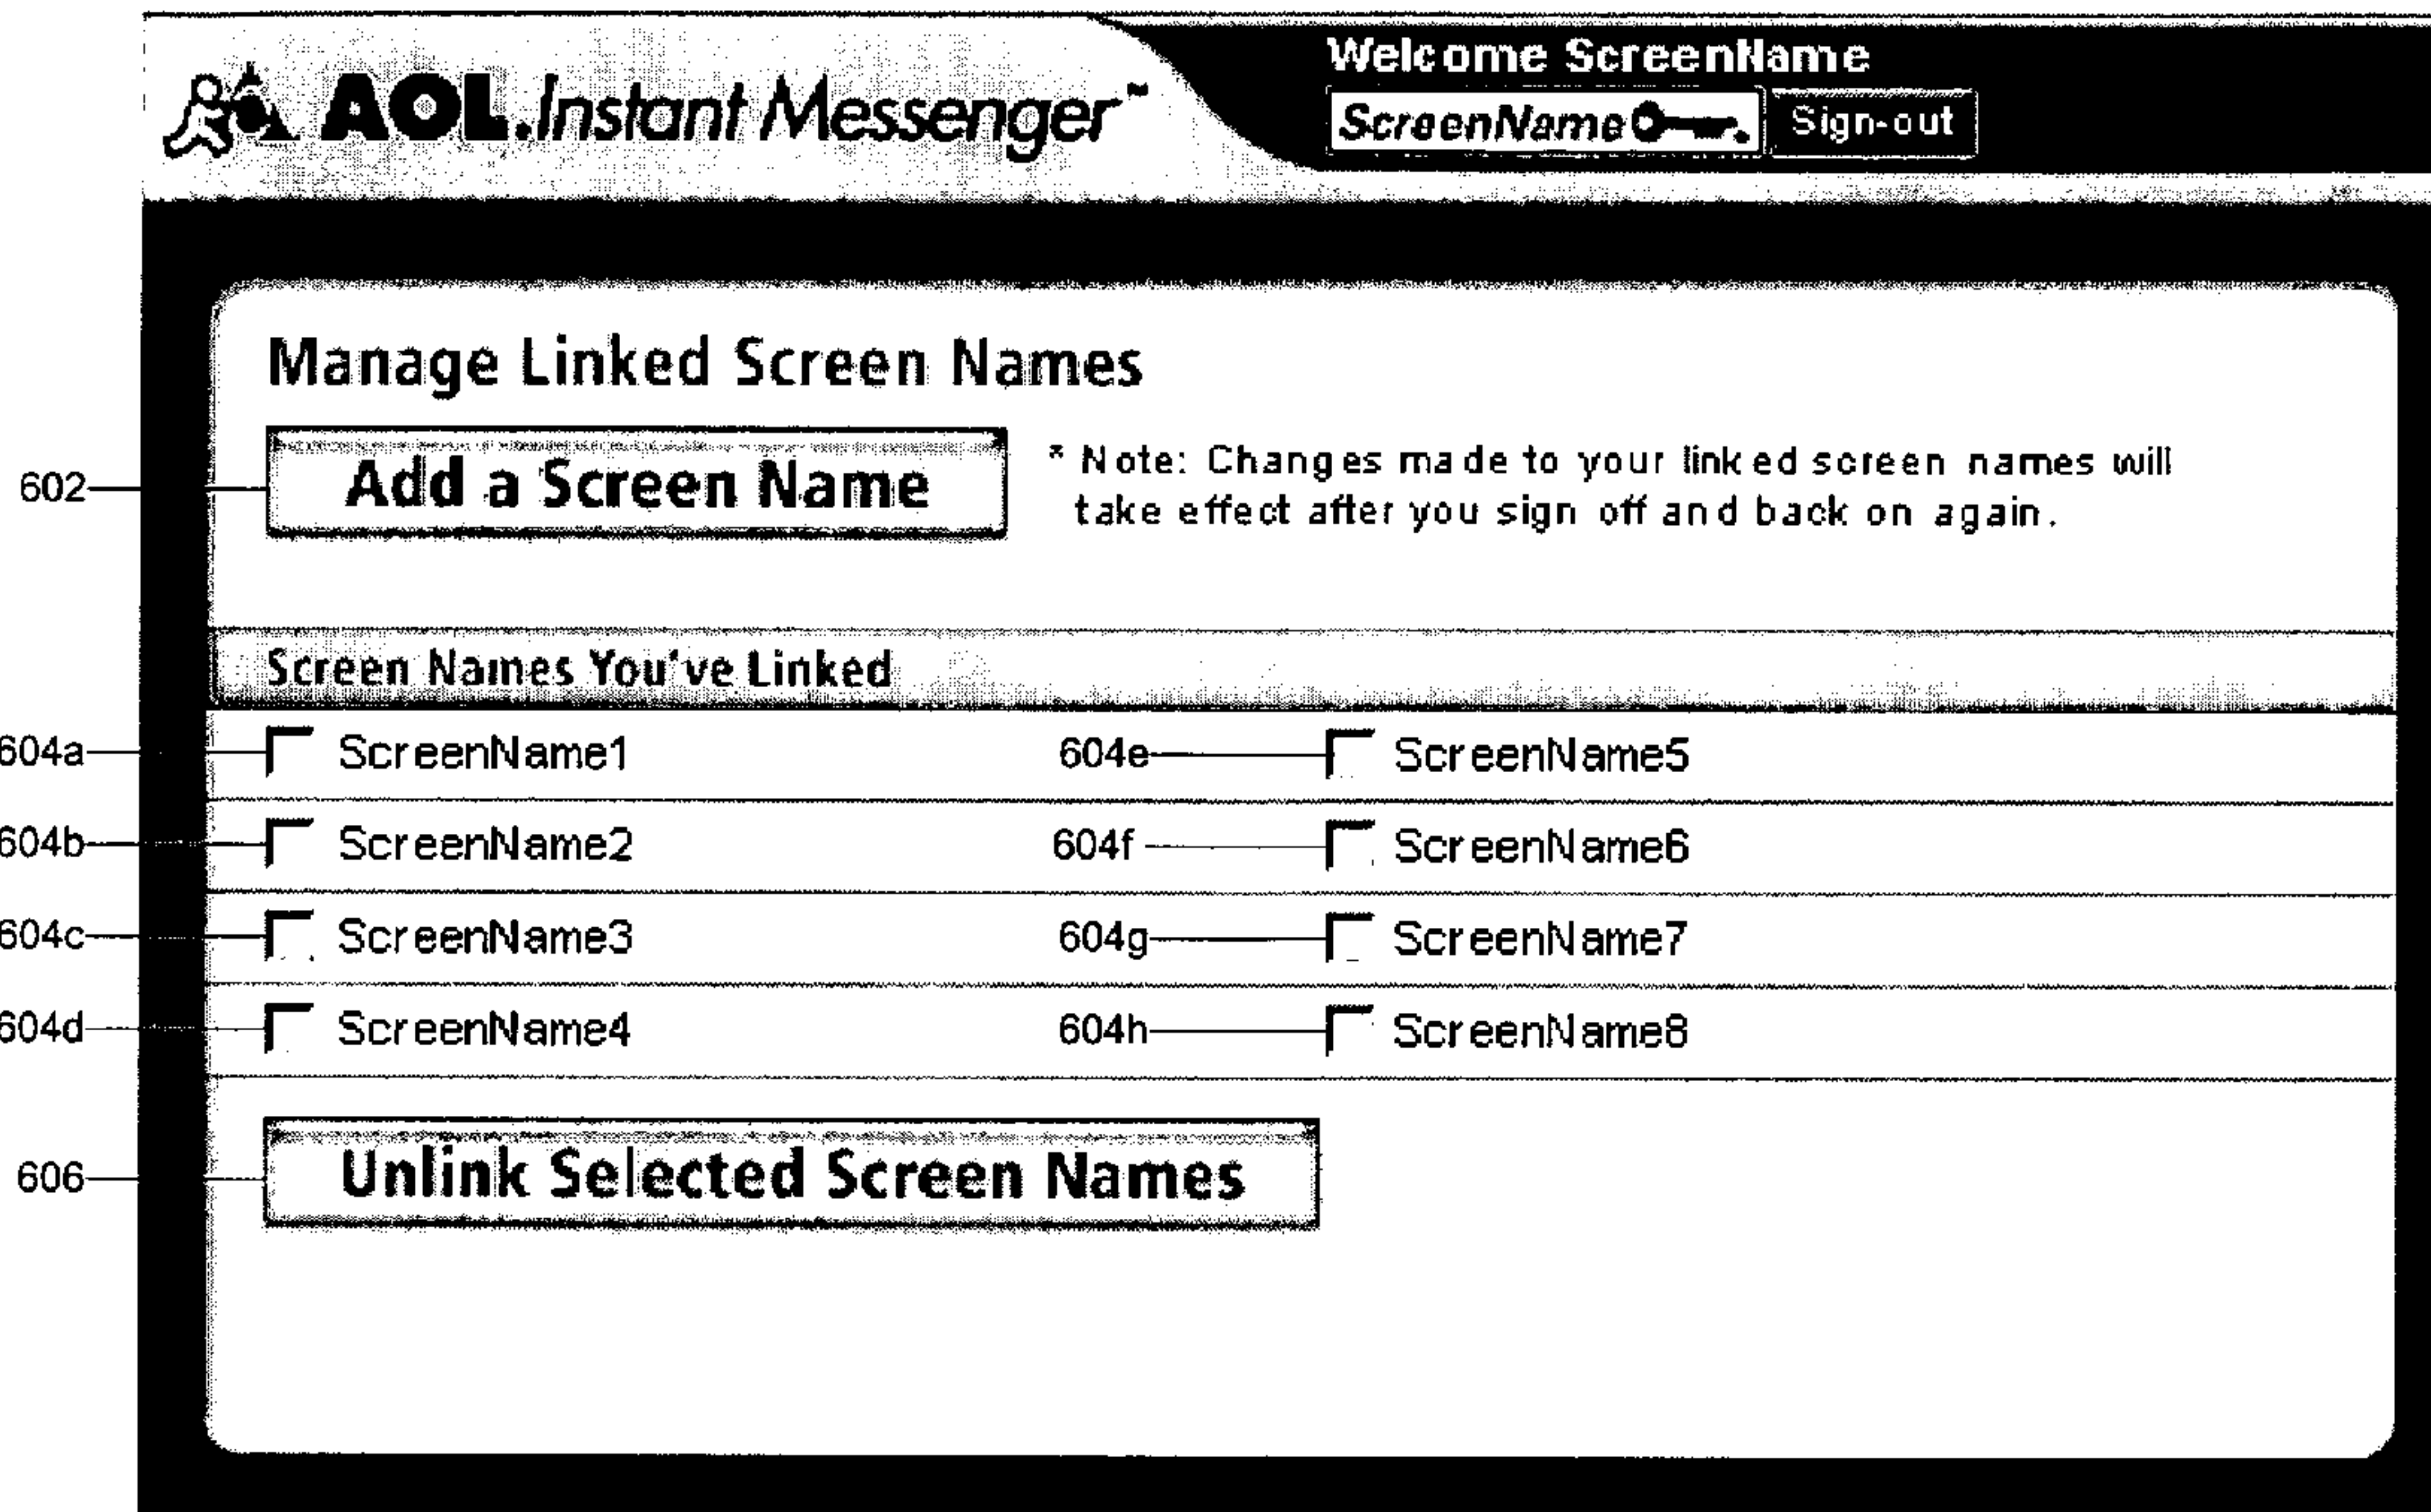 AOL Instant Messenger™
Welcome ScreenName
ScreenName Sign-out
Manage Linked Screen Names
602 Add a Screen Name
* Note: Changes made to your linked screen names will
take effect after you sign off and back on again.
Screen Names You've Linked
604a ScreenName1 604e ScreenName5
604b ScreenName2 604f ScreenName6
604c ScreenName3 604g ScreenName7
604d ScreenName4 604h ScreenName8
606 Unlink Selected Screen Names